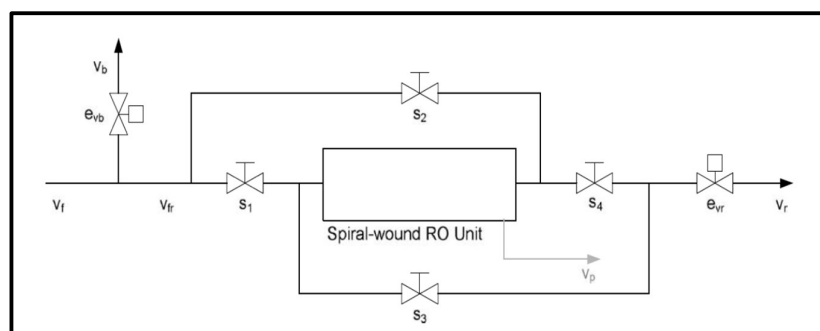 v_b
e_vb
s_2
v_f
v_fr
s_1
s_4
e_vr
v_r
Spiral-wound RO Unit
v_p
s_3